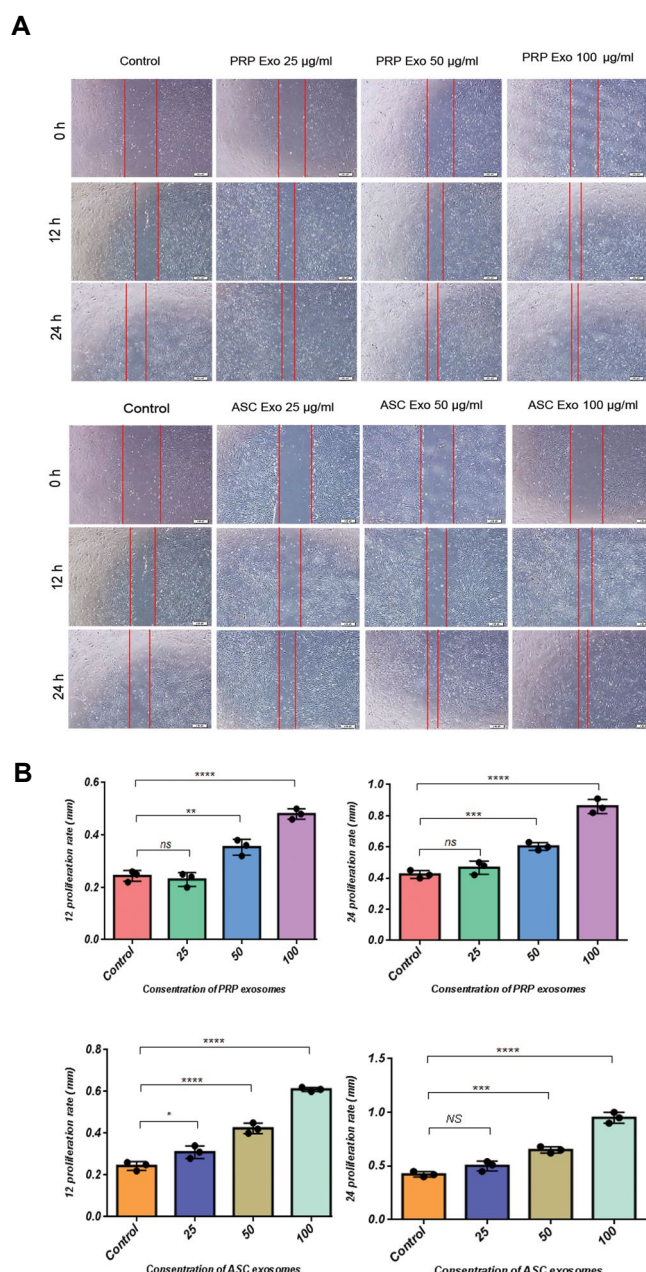 A
Control PRP Exo 25 µg/ml PRP Exo 50 µg/ml PRP Exo 100 µg/ml
0 h
12 h
24 h
Control ASC Exo 25 µg/ml ASC Exo 50 µg/ml ASC Exo 100 µg/ml
0 h
12 h
24 h
B
12 proliferation rate (mm)
0.6
0.4
0.2
0.0
****
**
ns
Control 25 50 100
Consentration of PRP exosomes
24 proliferation rate (mm)
1.0
0.8
0.6
0.4
0.2
0.0
****
***
ns
Control 25 50 100
Consentration of PRP exosomes
12 proliferation rate (mm)
0.8
0.6
0.4
0.2
0.0
****
****
*
Control 25 50 100
Consentration of ASC exosomes
24 proliferation rate (mm)
1.5
1.0
0.5
0.0
****
***
NS
Control 25 50 100
Consentration of ASC exosomes